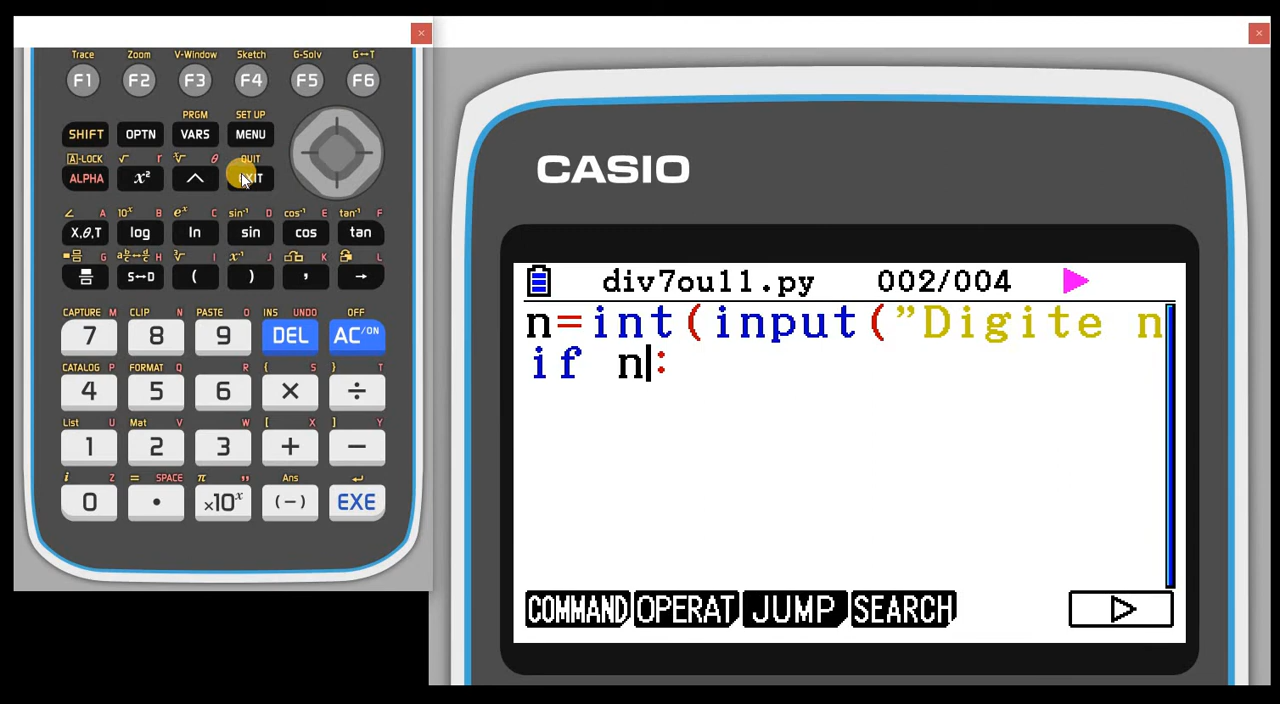 Trace Zoom V-Window Sketch G-Solv G↔T
F1 F2 F3 F4 F5 F6
PRGM SET UP
SHIFT OPTN VARS MENU
A-LOCK √ r ˣ√ θ QUIT
ALPHA x² ^
∠ A 10ˣ B eˣ C sin⁻¹ D cos⁻¹ E tan⁻¹ F
X,θ,T log ln sin cos tan
G a b/c↔d/c H ³√ I x⁻¹ J K L
S↔D ( ) , →
CAPTURE M CLIP N PASTE O INS UNDO OFF
7 8 9 DEL AC/ON
CATALOG P FORMAT Q R { S } T
4 5 6 × ÷
List U Mat V W [ X ] Y
1 2 3 + −
i Z = SPACE π " Ans ↵
0 • ×10ˣ (−) EXE
CASIO
div7ou11.py 002/004
n=int(input("Digite n
if n:
COMMAND OPERAT JUMP SEARCH